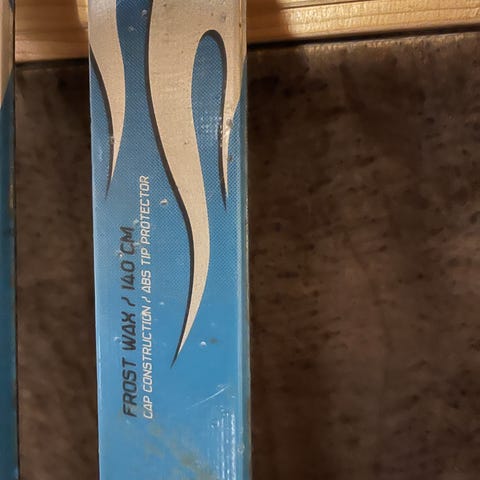 FROST WAX / 140 CM
CAP CONSTRUCTION / ABS TIP PROTECTOR